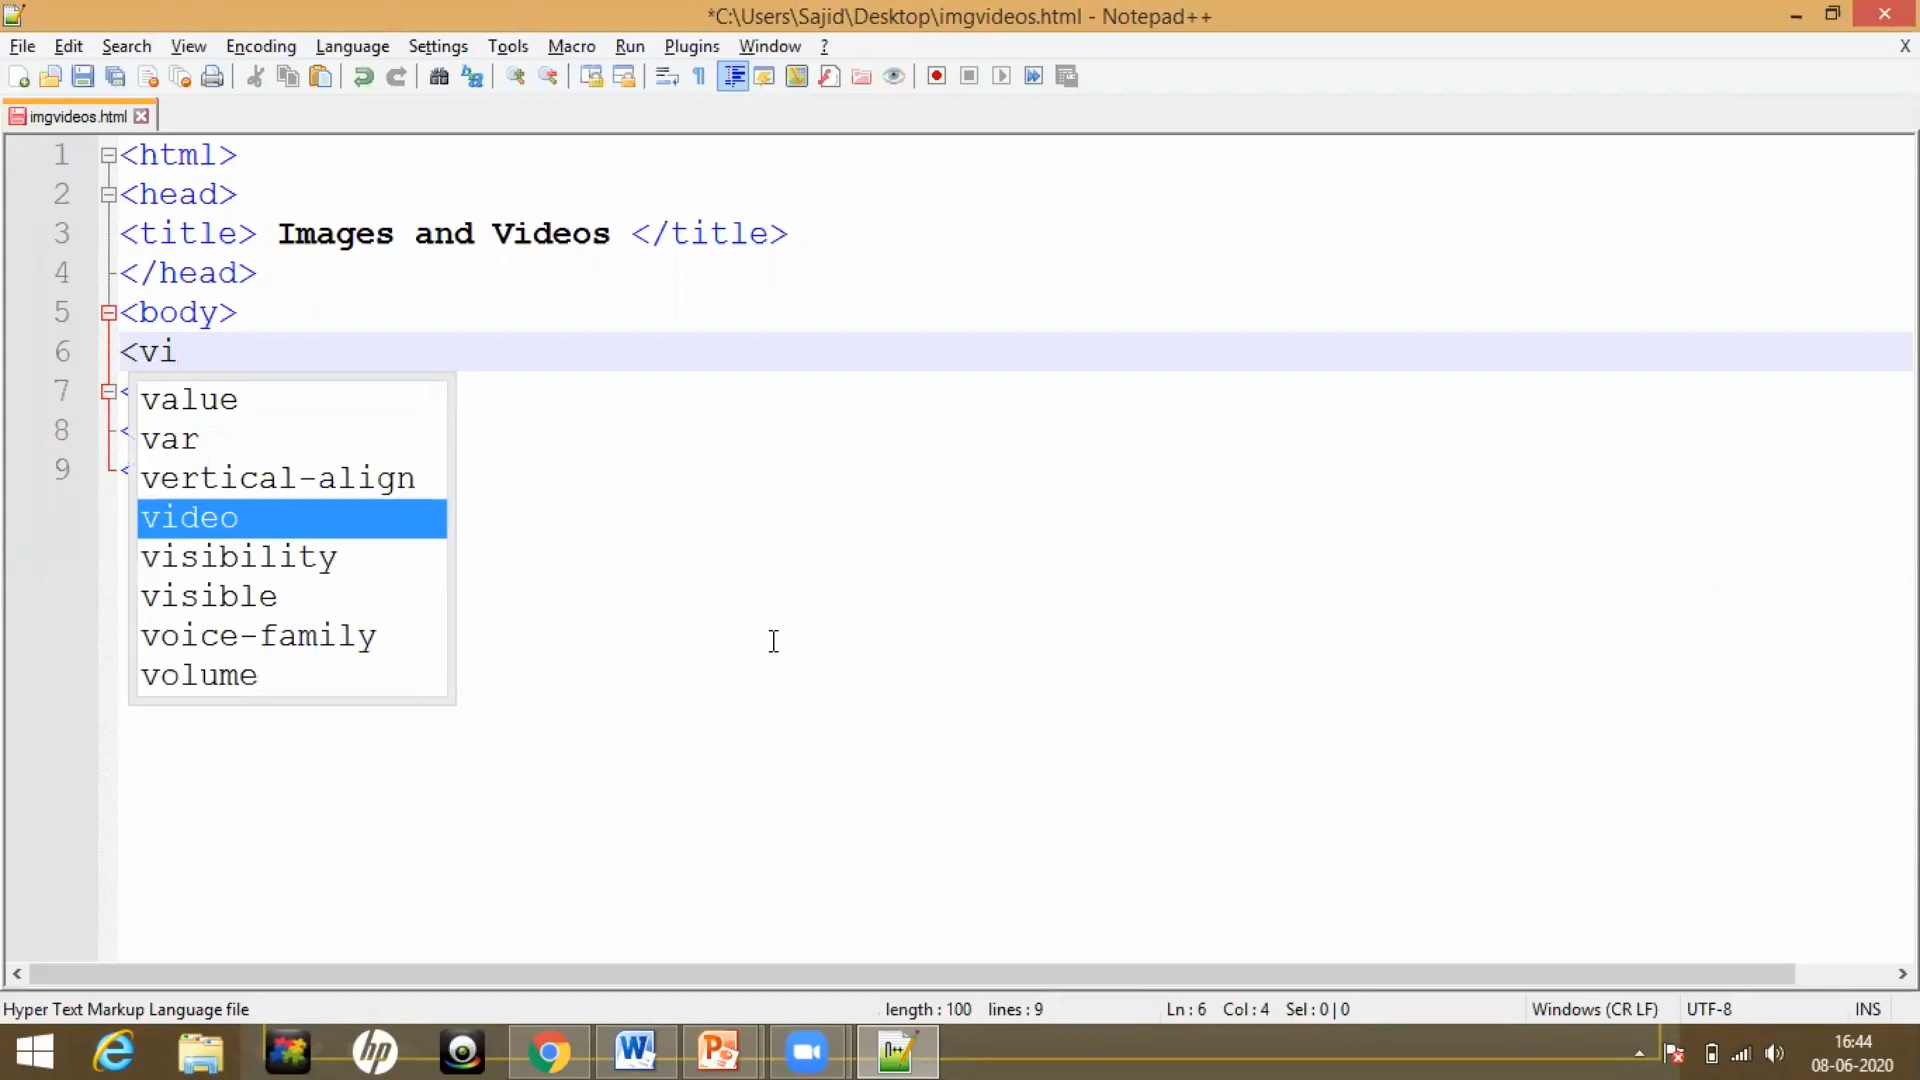 *C:\Users\Sajid\Desktop\imgvideos.html - Notepad++
File Edit Search View Encoding Language Settings Tools Macro Run Plugins Window ? X
imgvideos.html
1 <html>
2 <head>
3 <title> Images and Videos </title>
4 </head>
5 <body>
6 <vi
7 <
8 <
9 <
value
var
vertical-align
video
visibility
visible
voice-family
volume
Hyper Text Markup Language file length : 100 lines : 9 Ln : 6 Col : 4 Sel : 0 | 0 Windows (CR LF) UTF-8 INS
16:44
08-06-2020